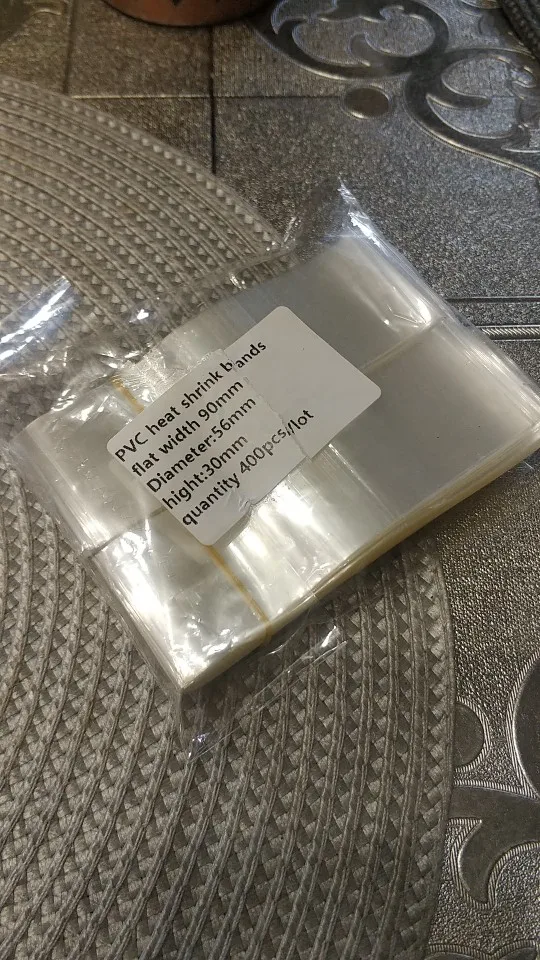 PVC heat shrink bands
flat width 90mm
Diameter:56mm
hight:30mm
quantity 400pcs/lot